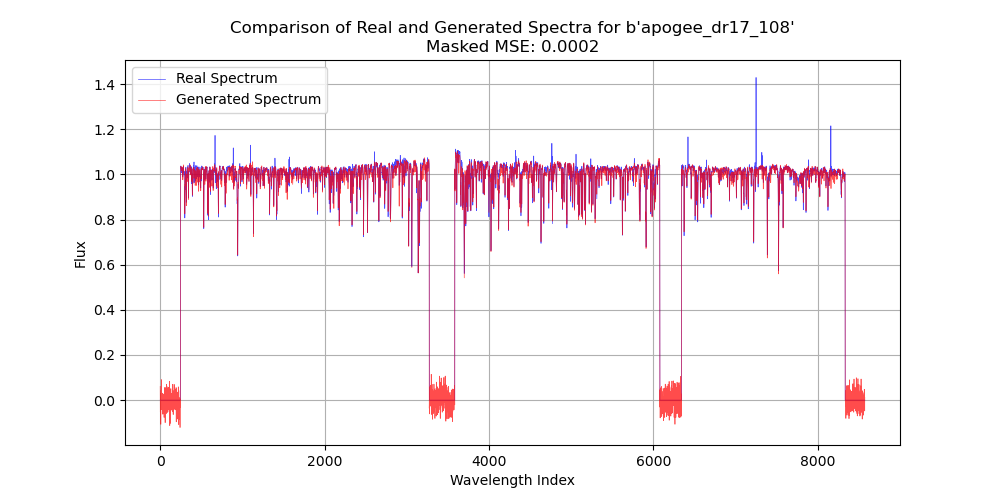 Comparison of Real and Generated Spectra for b'apogee_dr17_108'
Masked MSE: 0.0002
Real Spectrum
Generated Spectrum
1.4
1.2
1.0
0.8
0.6
0.4
0.2
0.0
Flux
0 2000 4000 6000 8000
Wavelength Index